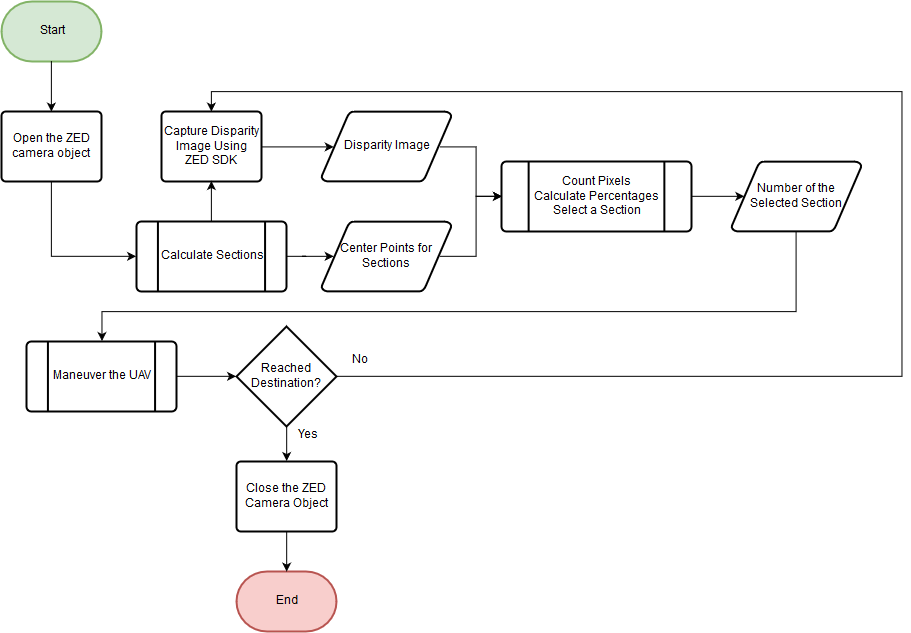 Start
Open the ZED
camera object
Capture Disparity
Image Using
ZED SDK
Disparity Image
Count Pixels
Calculate Percentages
Select a Section
Number of the
Selected Section
Calculate Sections
Center Points for
Sections
Maneuver the UAV
Reached
Destination?
No
Yes
Close the ZED
Camera Object
End